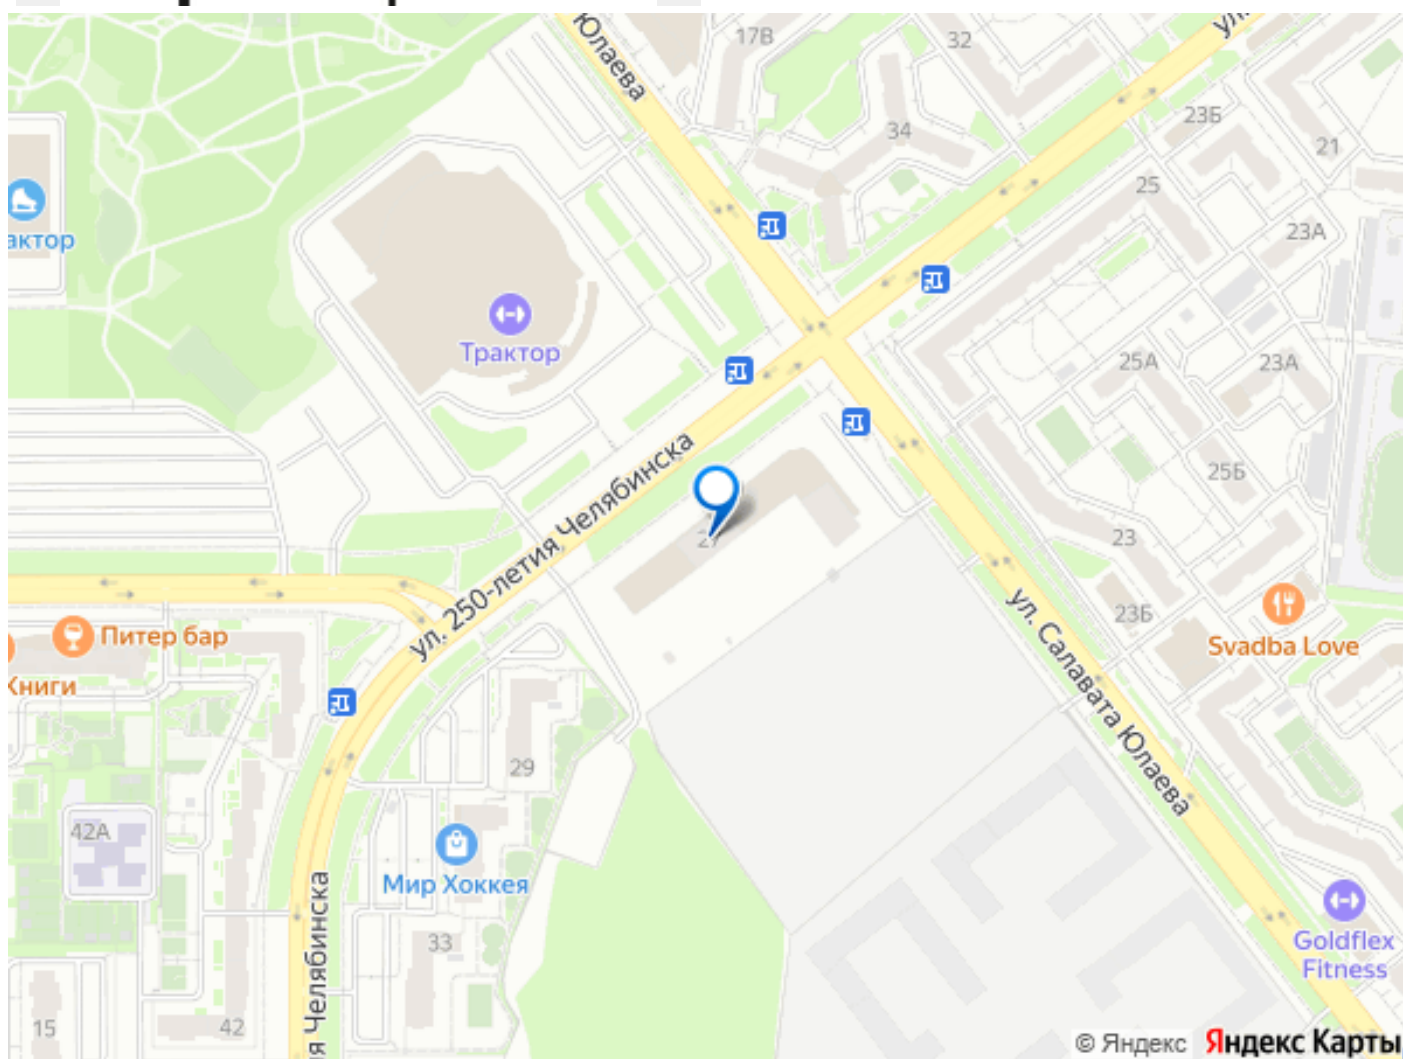 Юлаева
17В
32
ул.
23Б
34
21
25
актор
23А
Трактор
25А
23А
ул. 250-летия Челябинска
25Б
27
23
ул. Салавата Юлаева
23Б
Питер бар
Svadba Love
Книги
29
42А
Мир Хоккея
Челябинска
33
Goldflex
Fitness
15
42
© Яндекс Яндекс Карты